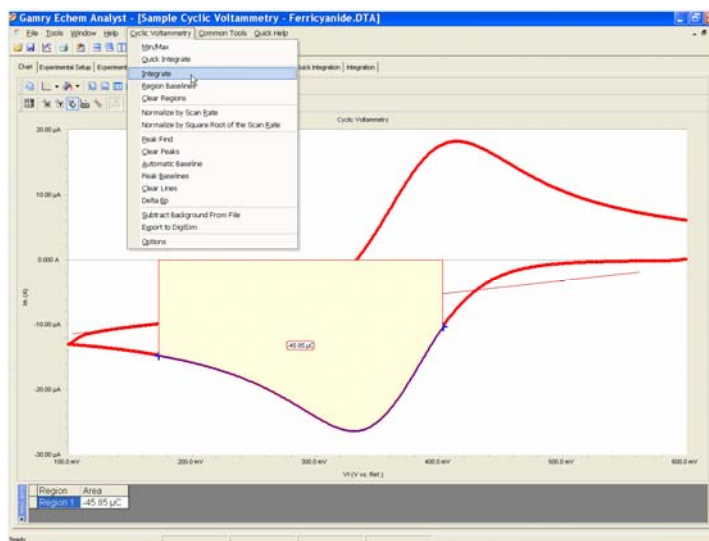 Gamry Echem Analyst - [Sample Cyclic Voltammetry - Ferricyanide.DTA]
File Tools Window Help Cyclic Voltammetry Common Tools Quick Help
Chart Experimental Setup Integration
Min/Max
Quick Integrate
Integrate
Region Baselines
Clear Regions
Normalize by Scan Rate
Normalize by Square Root of the Scan Rate
Peak Find
Clear Peaks
Automatic Baseline
Peak Baselines
Clear Lines
Delta Ep
Subtract Background From File
Export to DigiSim
Options
Cyclic Voltammetry
20.00 µA
10.00 µA
0.000 A
-10.00 µA
-20.00 µA
-30.00 µA
Im (A)
-45.85 µC
100.0 mV 200.0 mV 300.0 mV 400.0 mV 500.0 mV 600.0 mV
Vf (V vs. Ref.)
Region Area
Region 1 -45.85 µC
Ready